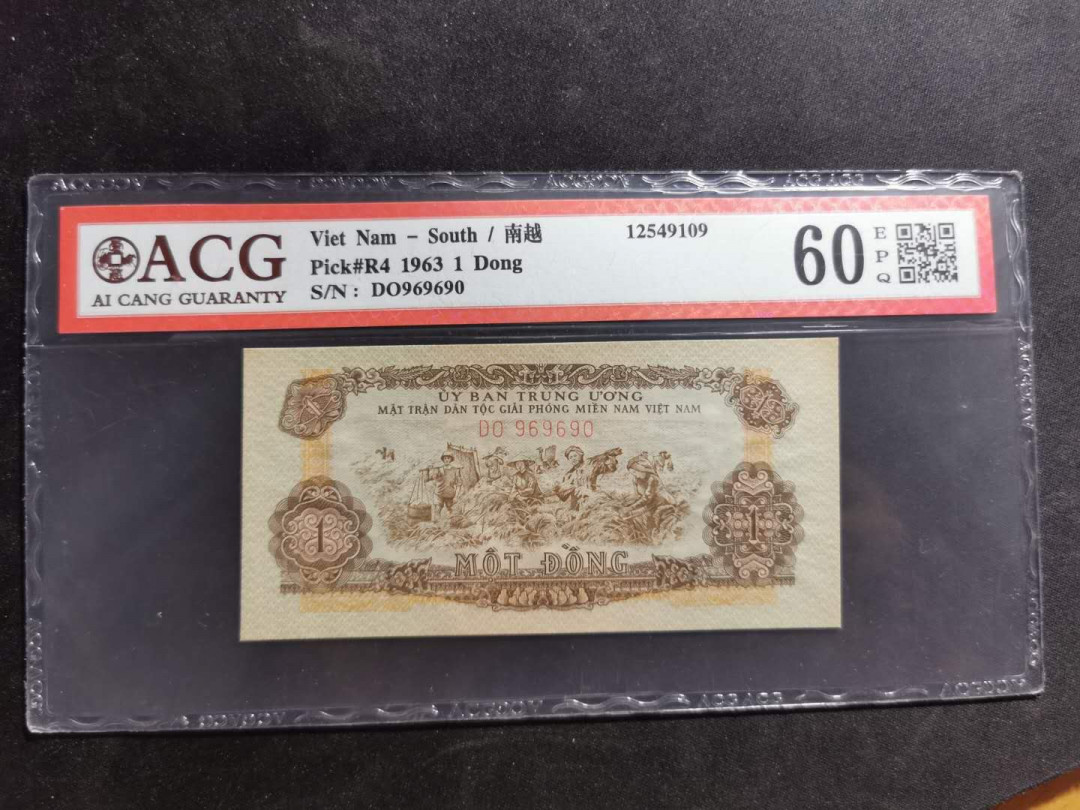 ACG
AI CANG GUARANTY
Viet Nam - South / 南越
Pick#R4 1963 1 Dong
S/N : DO969690
12549109
60
E
P
Q
ỦY BAN TRUNG ƯƠNG
MẶT TRẬN DÂN TỘC GIẢI PHÓNG MIỀN NAM VIỆT NAM
DO 969690
1
1
MỘT ĐỒNG